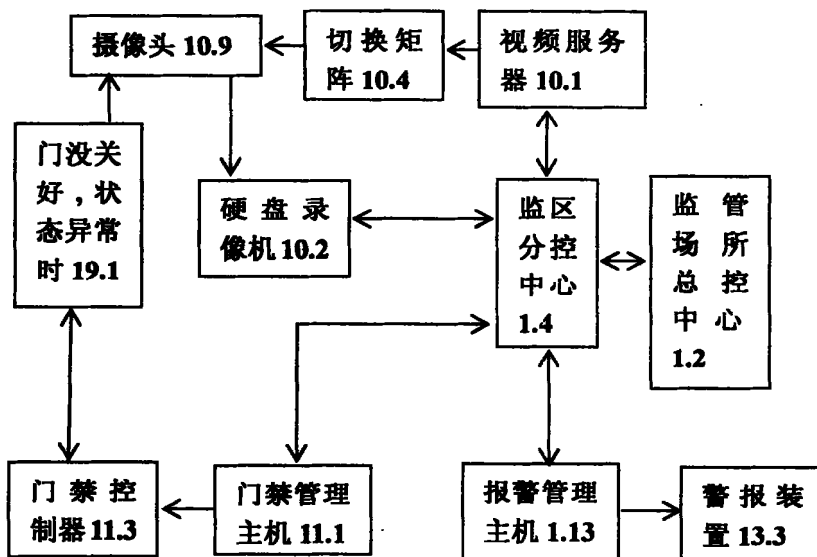 摄像头 10.9
切换矩
阵 10.4
视频服务
器 10.1
门没关
好，状
态异常
时 19.1
硬盘录
像机 10.2
监区
分控
中心
1.4
监管
场所
总控
中心
1.2
门禁控
制器 11.3
门禁管理
主机 11.1
报警管理
主机 1.13
警报装
置 13.3